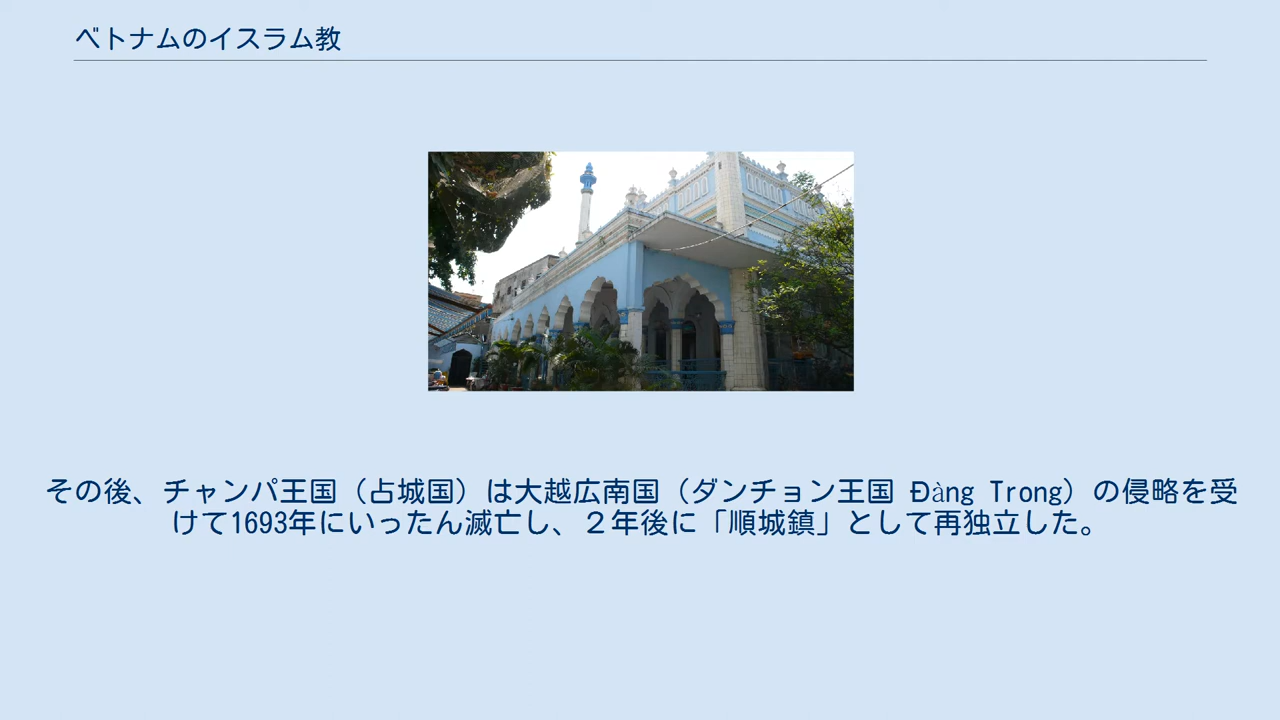 ベトナムのイスラム教
その後、チャンパ王国（占城国）は大越広南国（ダンチョン王国 Đàng Trong）の侵略を受
けて1693年にいったん滅亡し、２年後に「順城鎮」として再独立した。